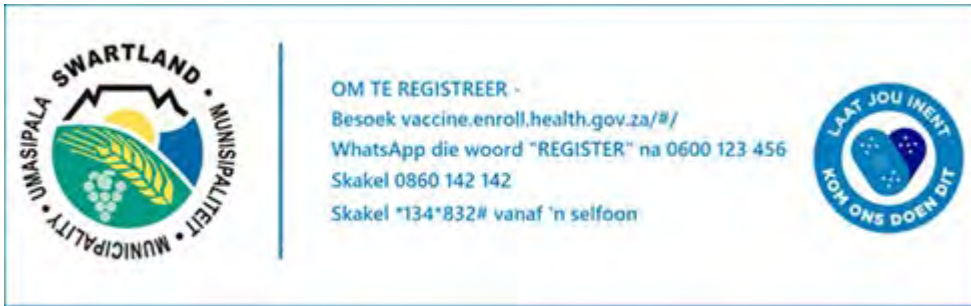 SWARTLAND • MUNISIPALITEIT • MUNICIPALITY • UMASIPALA
OM TE REGISTREER -
Besoek vaccine.enroll.health.gov.za/#/
WhatsApp die woord "REGISTER" na 0600 123 456
Skakel 0860 142 142
Skakel *134*832# vanaf 'n selfoon
LAAT JOU INENT
KOM ONS DOEN DIT